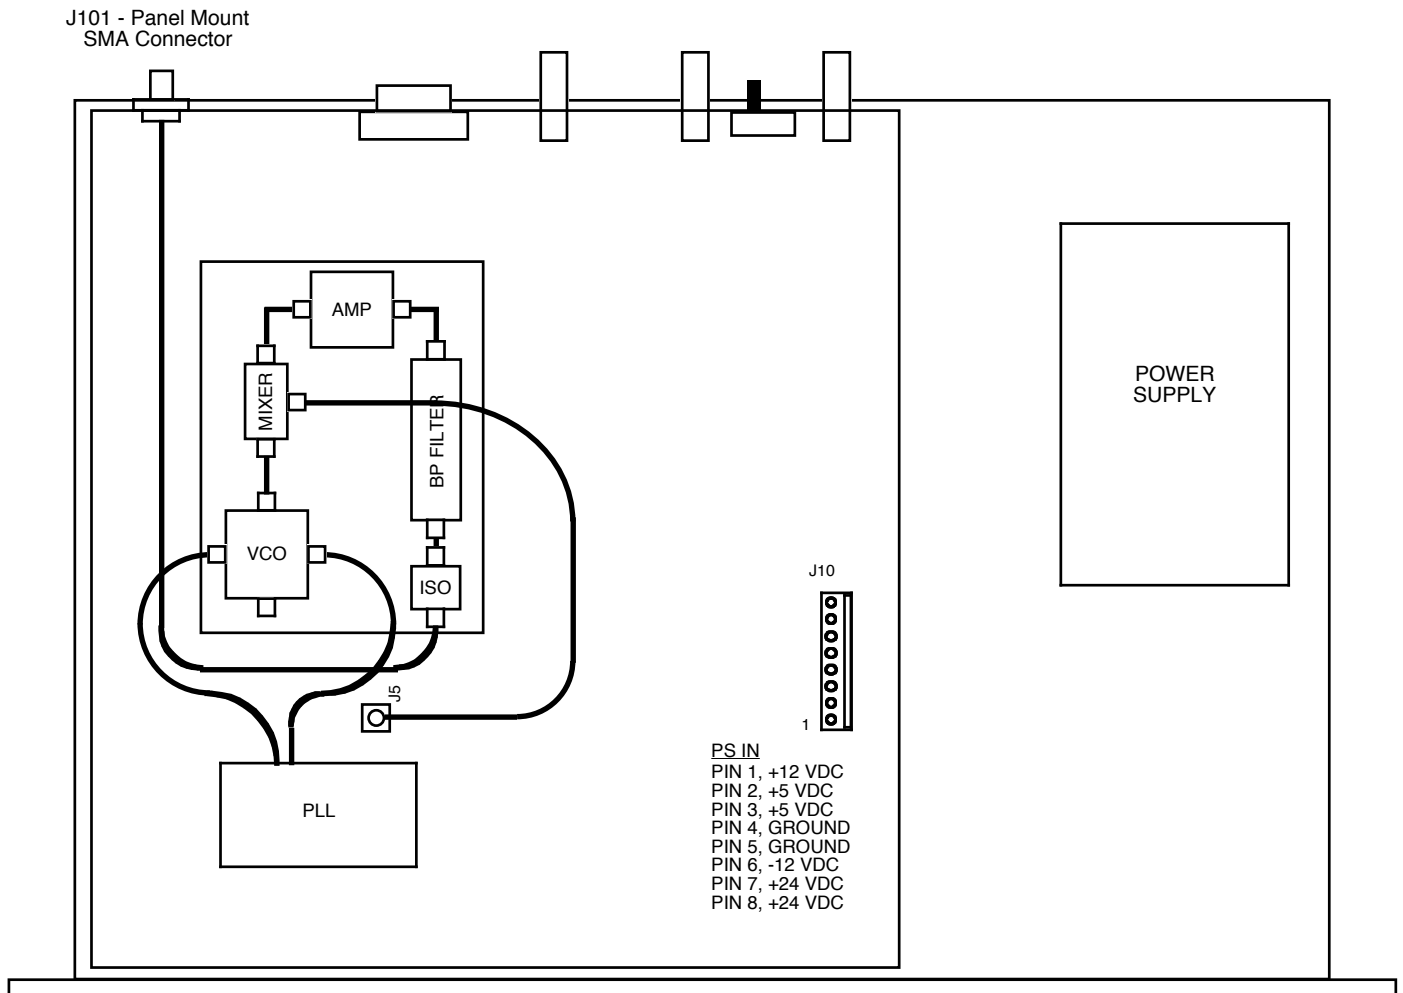 J101 - Panel Mount
SMA Connector
AMP
MIXER
BP FILTER
POWER
SUPPLY
VCO
ISO
J10
J5
1
PS IN
PIN 1, +12 VDC
PIN 2, +5 VDC
PIN 3, +5 VDC
PIN 4, GROUND
PIN 5, GROUND
PIN 6, -12 VDC
PIN 7, +24 VDC
PIN 8, +24 VDC
PLL